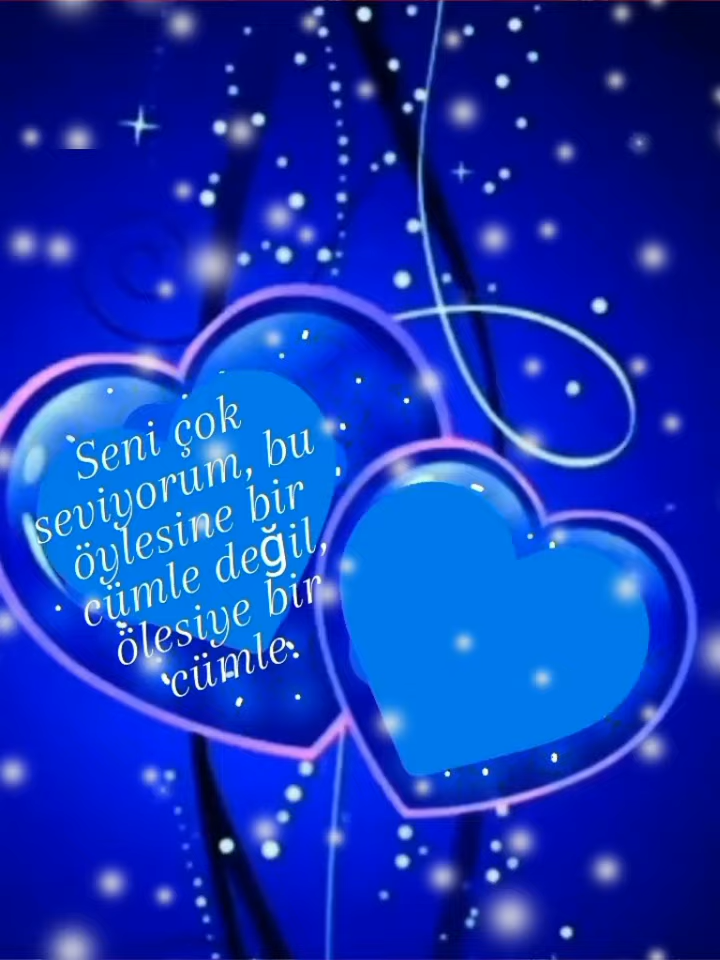 Seni çok
seviyorum, bu
öylesine bir
cümle değil,
ölesiye bir
cümle.